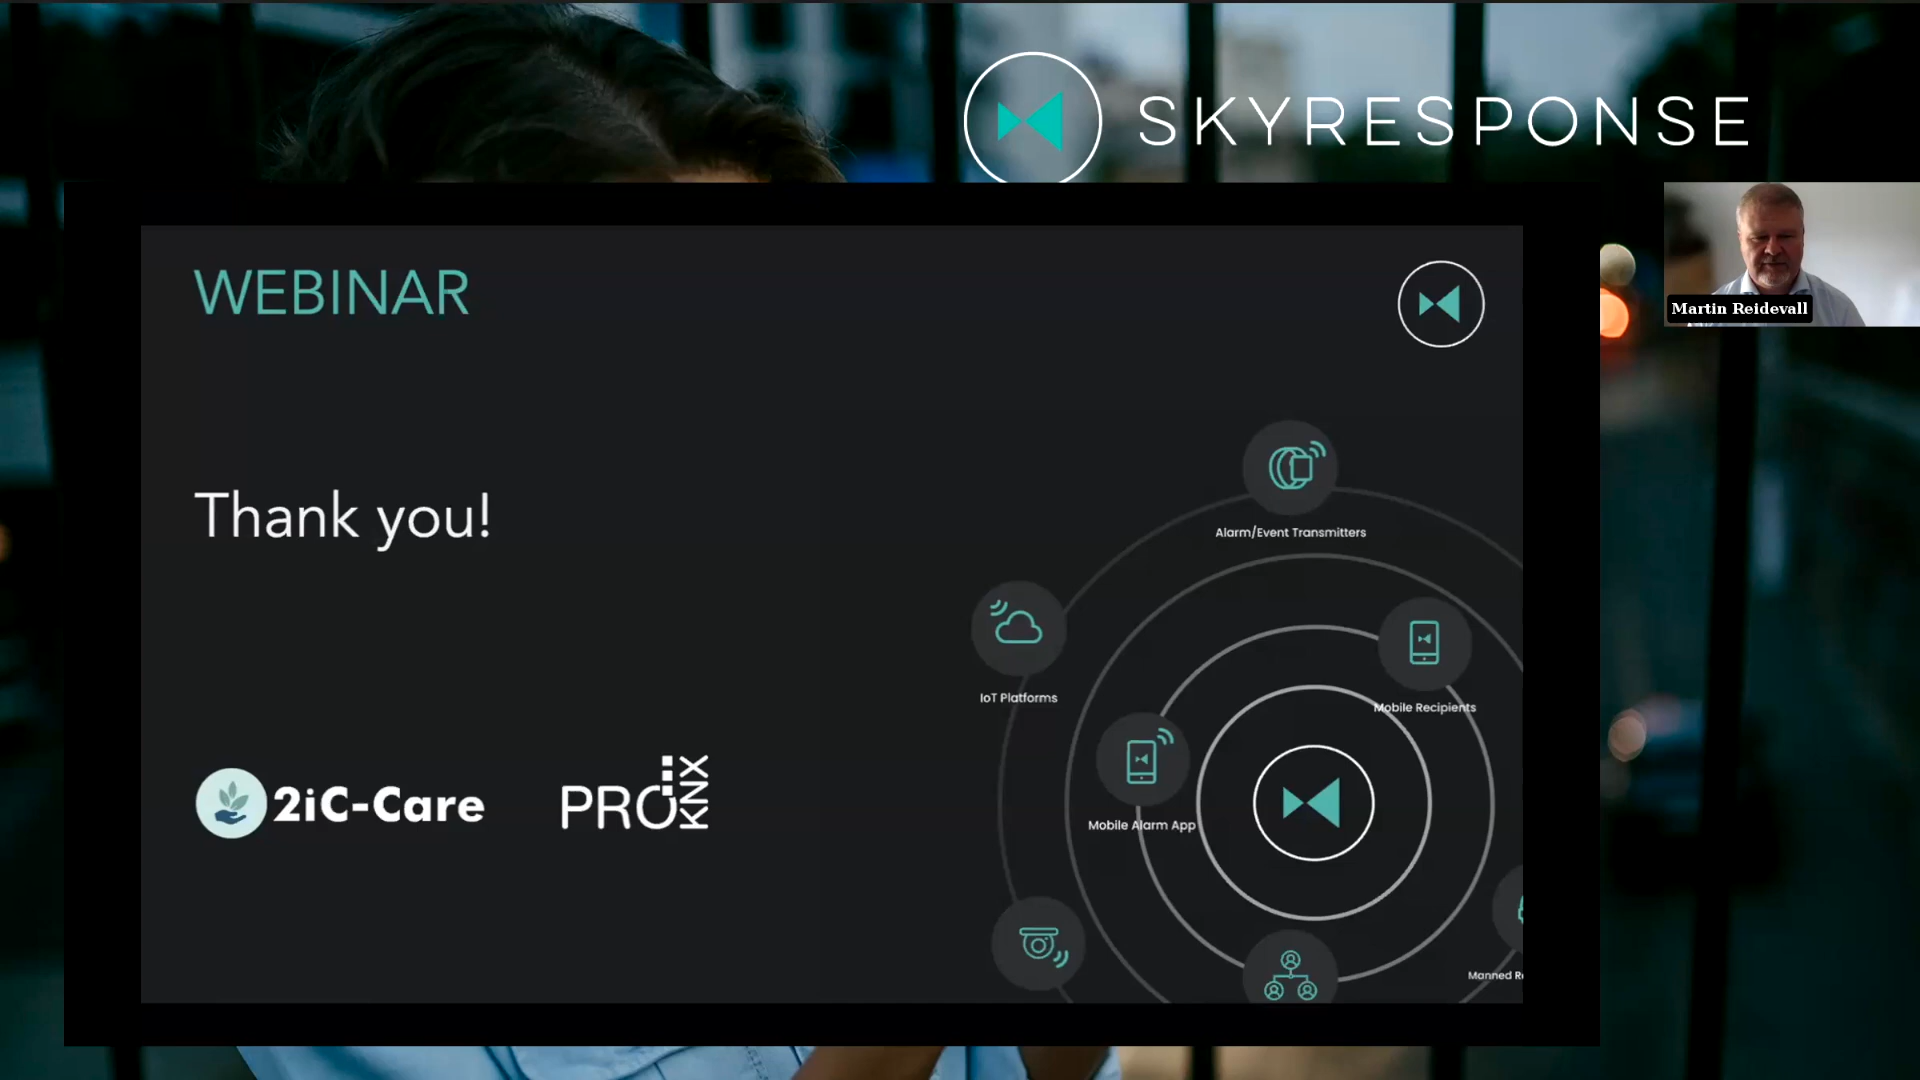 SKYRESPONSE
WEBINAR
Martin Reidevall
Thank you!
Alarm/Event Transmitters
IoT Platforms
Mobile Recipients
Mobile Alarm App
2iC-Care
PRO KNX
Manned